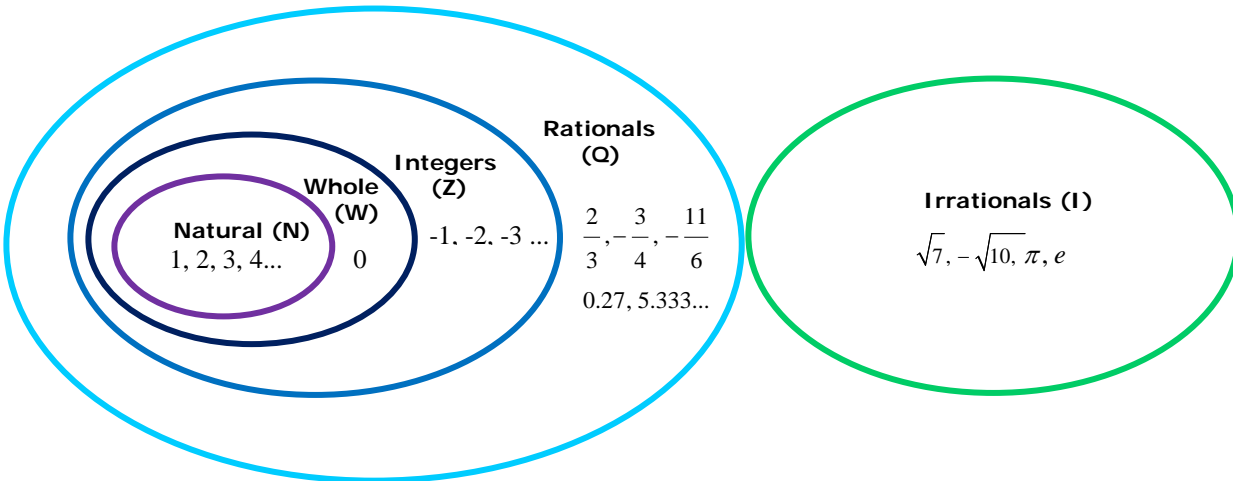 Natural (N)
1, 2, 3, 4...
Whole
(W)
0
Integers
(Z)
-1, -2, -3 ...
Rationals
(Q)
2/3, -3/4, -11/6
0.27, 5.333...
Irrationals (I)
√7, -√10, π, e